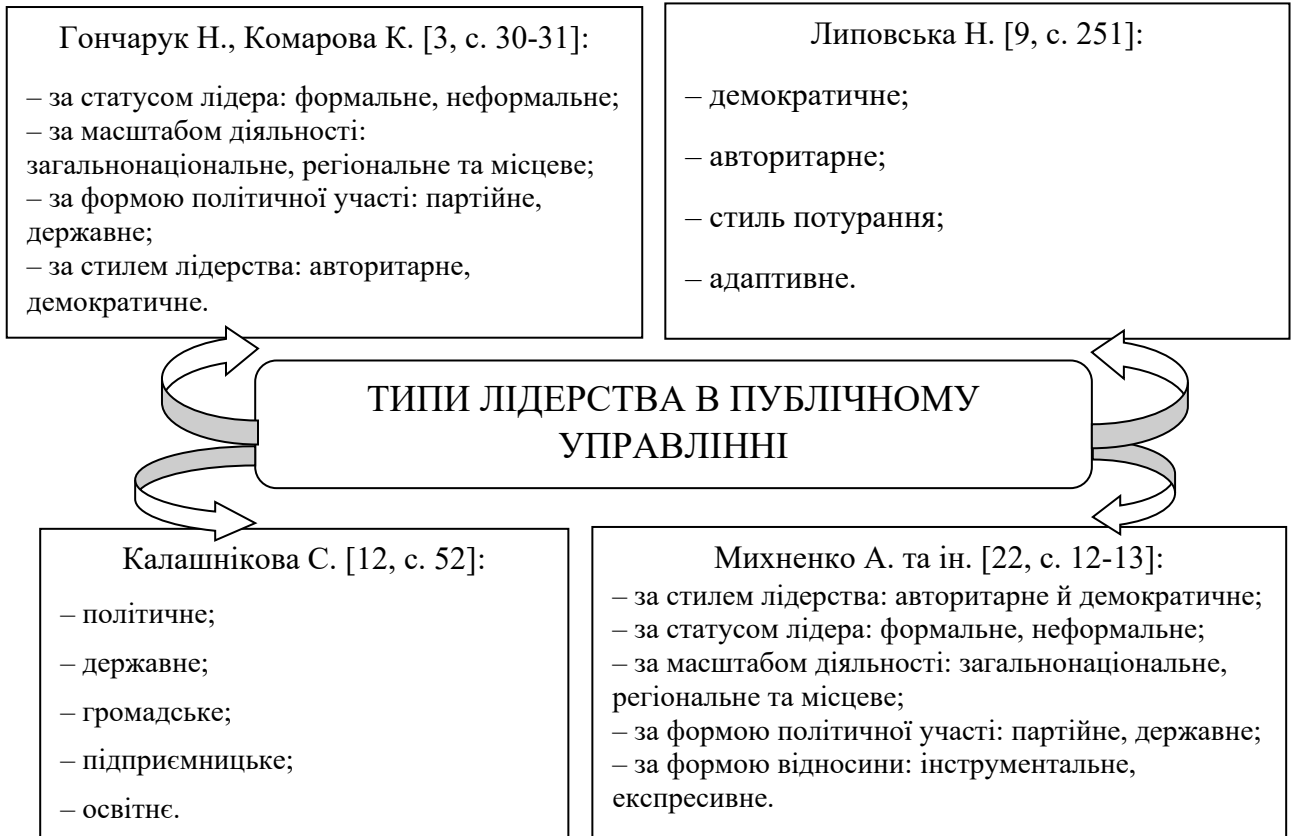 Гончарук Н., Комарова К. [3, с. 30-31]:
– за статусом лідера: формальне, неформальне;
– за масштабом діяльності:
загальнонаціональне, регіональне та місцеве;
– за формою політичної участі: партійне,
державне;
– за стилем лідерства: авторитарне,
демократичне.
Липовська Н. [9, с. 251]:
– демократичне;
– авторитарне;
– стиль потурання;
– адаптивне.
ТИПИ ЛІДЕРСТВА В ПУБЛІЧНОМУ
УПРАВЛІННІ
Калашнікова С. [12, с. 52]:
– політичне;
– державне;
– громадське;
– підприємницьке;
– освітнє.
Михненко А. та ін. [22, с. 12-13]:
– за стилем лідерства: авторитарне й демократичне;
– за статусом лідера: формальне, неформальне;
– за масштабом діяльності: загальнонаціональне,
регіональне та місцеве;
– за формою політичної участі: партійне, державне;
– за формою відносини: інструментальне,
експресивне.